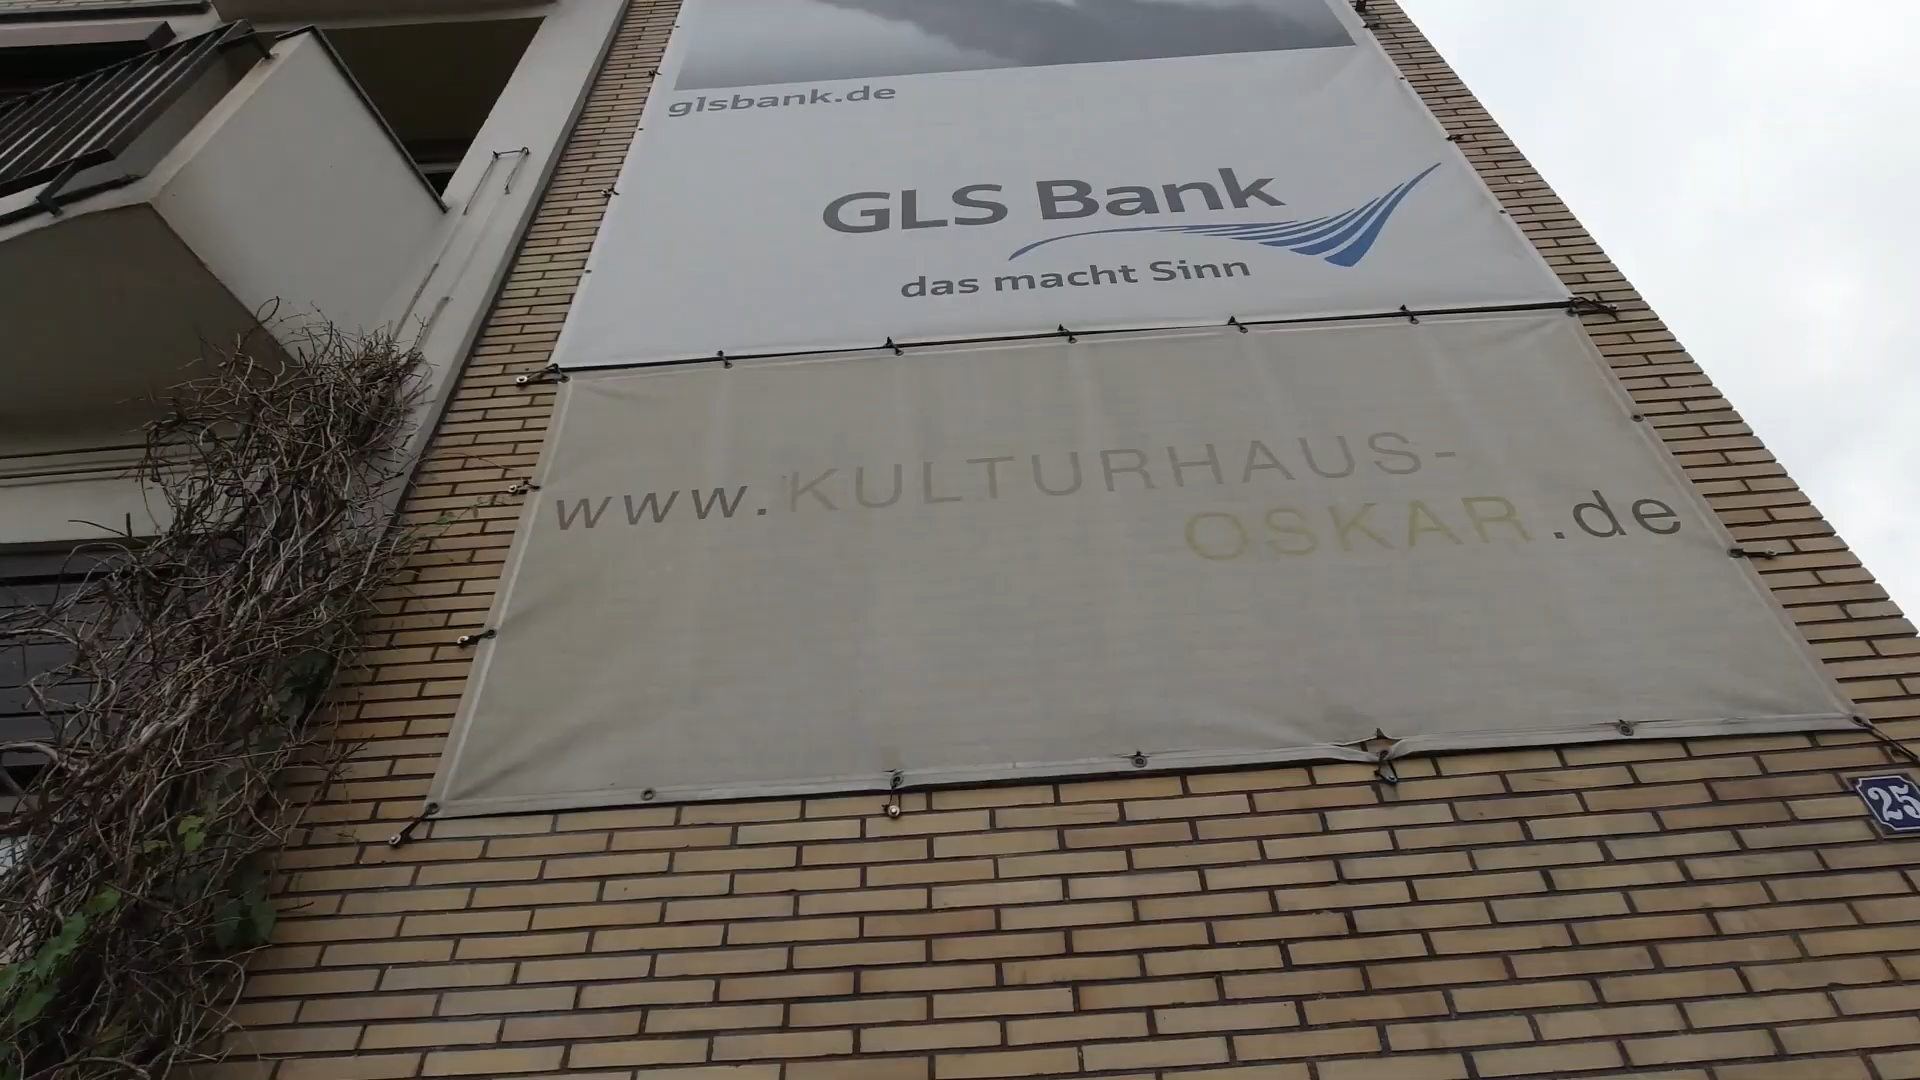 glsbank.de
GLS Bank
das macht Sinn
www.KULTURHAUS-
OSKAR.de
25